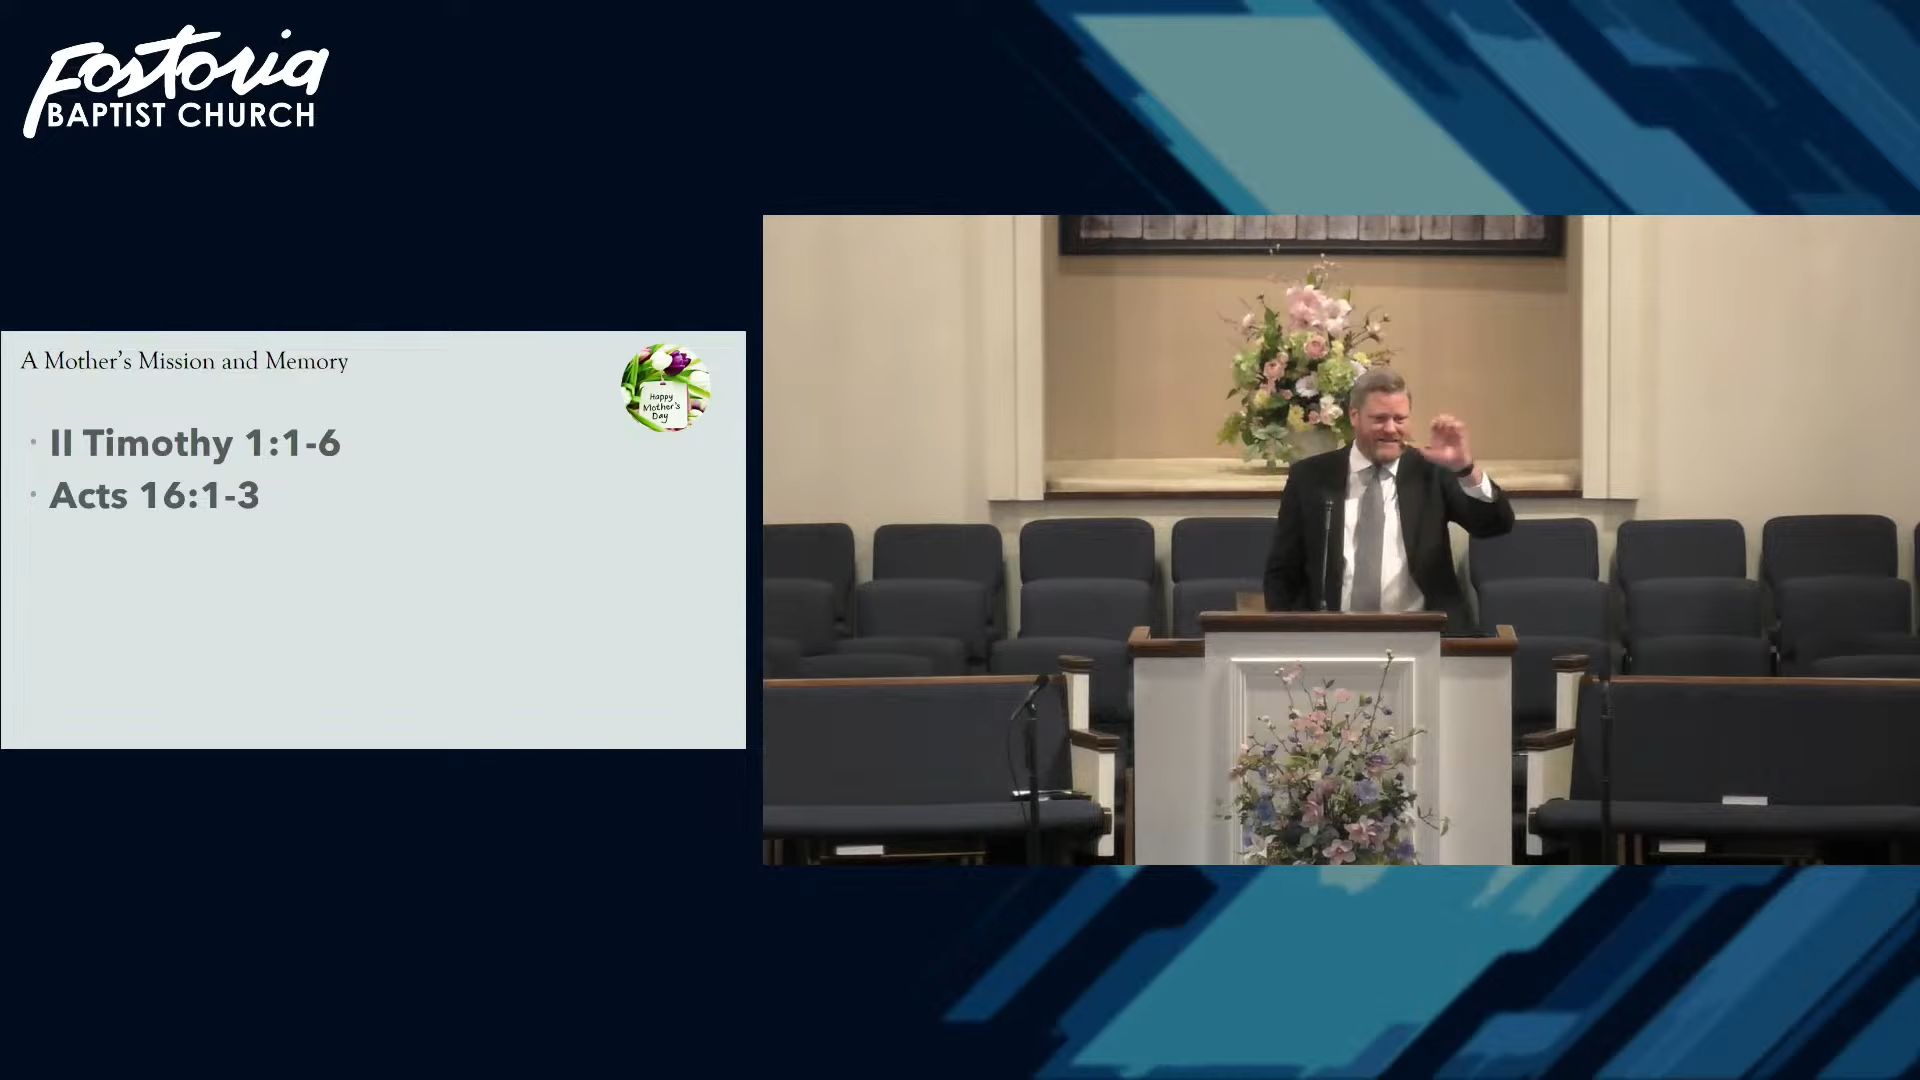 Fostoria
BAPTIST CHURCH
A Mother's Mission and Memory
Happy
Mother's
Day
· II Timothy 1:1-6
· Acts 16:1-3